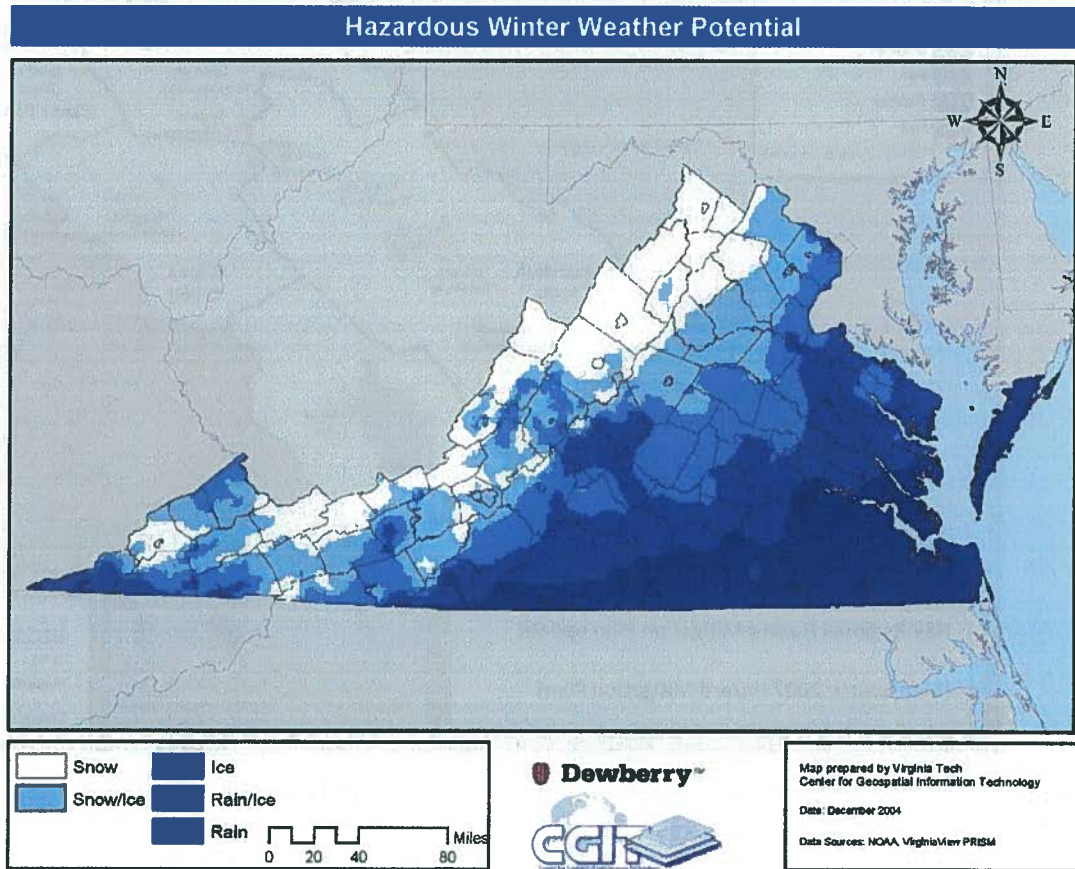 Hazardous Winter Weather Potential
N
W E
S
Snow
Snow/Ice
Ice
Rain/Ice
Rain
Miles
0 20 40 80
Dewberry™
CGIT
Map prepared by Virginia Tech
Center for Geospatial Information Technology
Date: December 2004
Data Sources: NOAA, VirginiaView PRISM